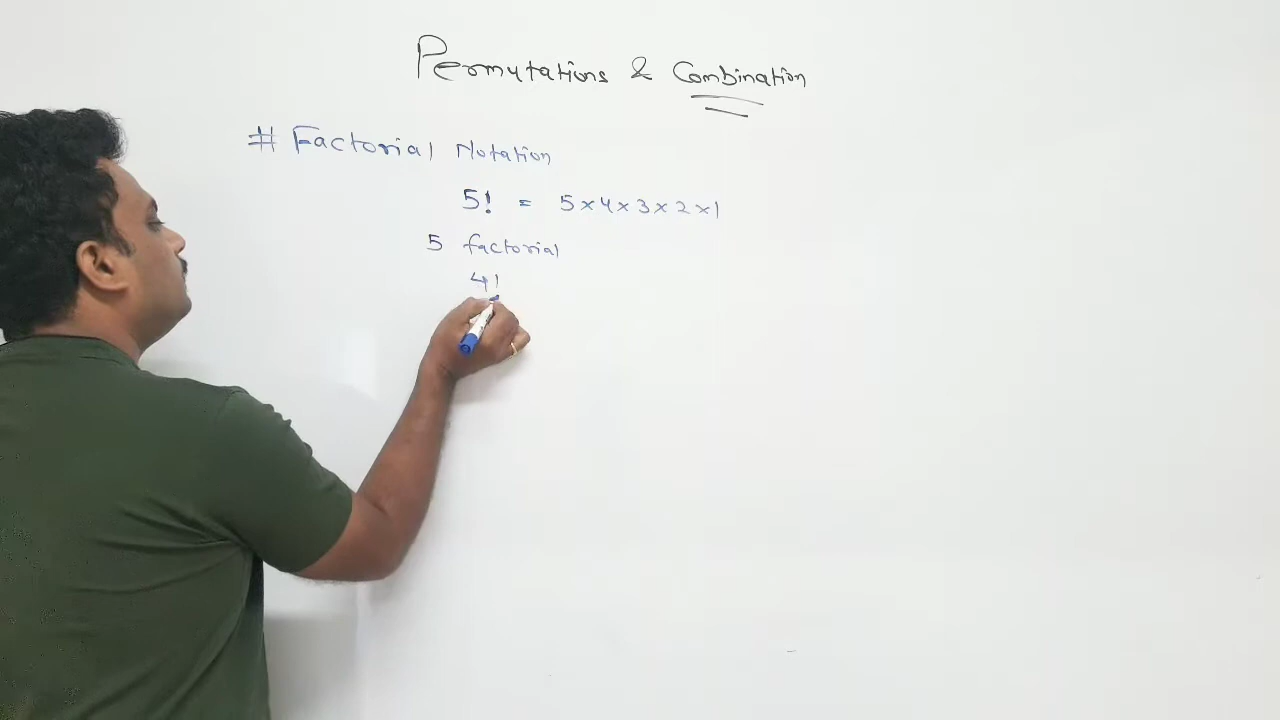 Permutations & Combination
# Factorial Notation
5! = 5 x 4 x 3 x 2 x 1
5 factorial
4!